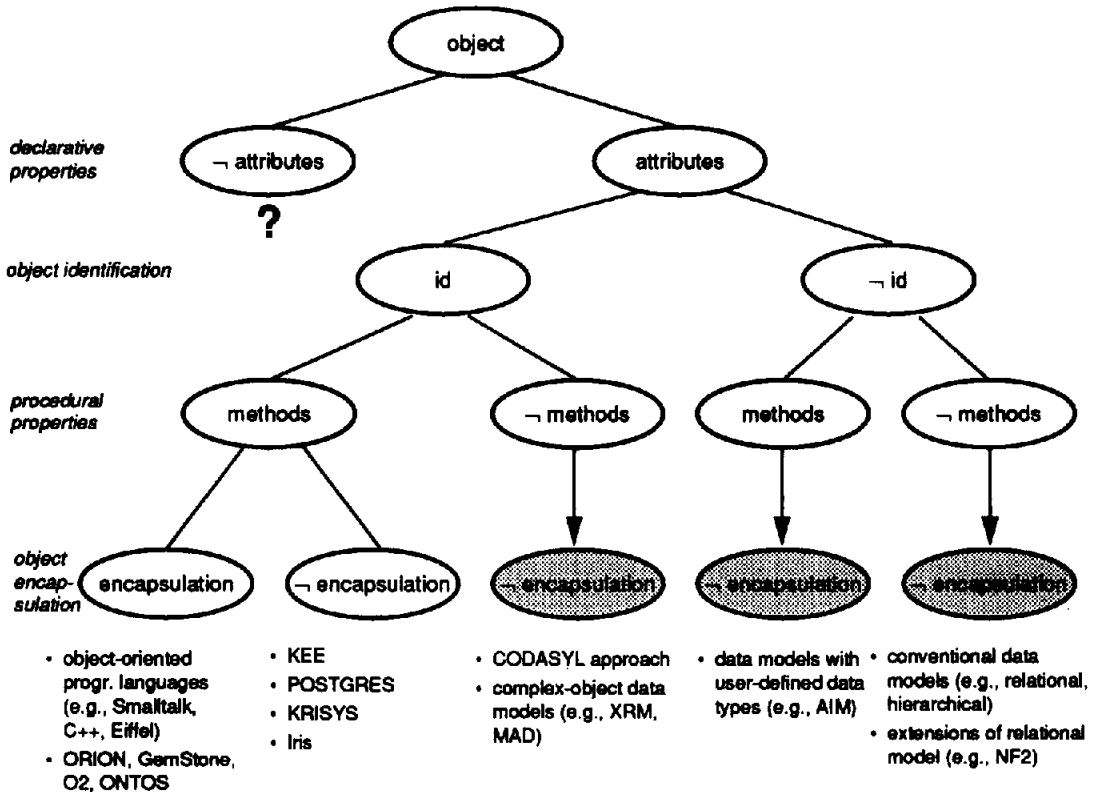 object
declarative
properties
¬ attributes
attributes
?
object identification
id
¬ id
procedural
properties
methods
¬ methods
methods
¬ methods
object
encap-
sulation
encapsulation
¬ encapsulation
¬ encapsulation
¬ encapsulation
¬ encapsulation
• object-oriented
progr. languages
(e.g., Smalltalk,
C++, Eiffel)
• ORION, GemStone,
O2, ONTOS
• KEE
• POSTGRES
• KRISYS
• Iris
• CODASYL approach
• complex-object data
models (e.g., XRM,
MAD)
• data models with
user-defined data
types (e.g., AIM)
• conventional data
models (e.g., relational,
hierarchical)
• extensions of relational
model (e.g., NF2)